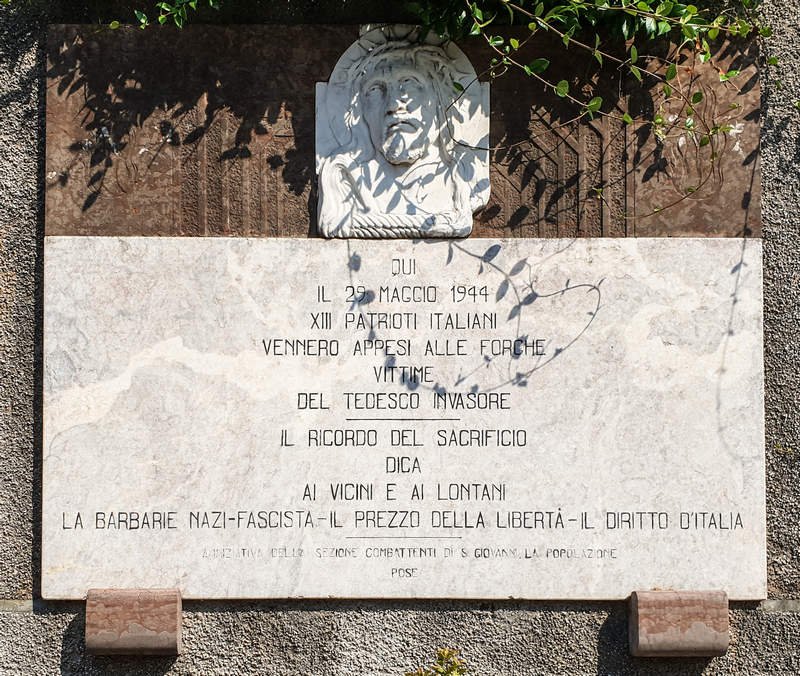 QUI
IL 29 MAGGIO 1944
XIII PATRIOTI ITALIANI
VENNERO APPESI ALLE FORCHE
VITTIME
DEL TEDESCO INVASORE
IL RICORDO DEL SACRIFICIO
DICA
AI VICINI E AI LONTANI
LA BARBARIE NAZI-FASCISTA-IL PREZZO DELLA LIBERTÀ-IL DIRITTO D'ITALIA
A INIZIATIVA DELLA SEZIONE COMBATTENTI DI S. GIOVANNI, LA POPOLAZIONE
POSE